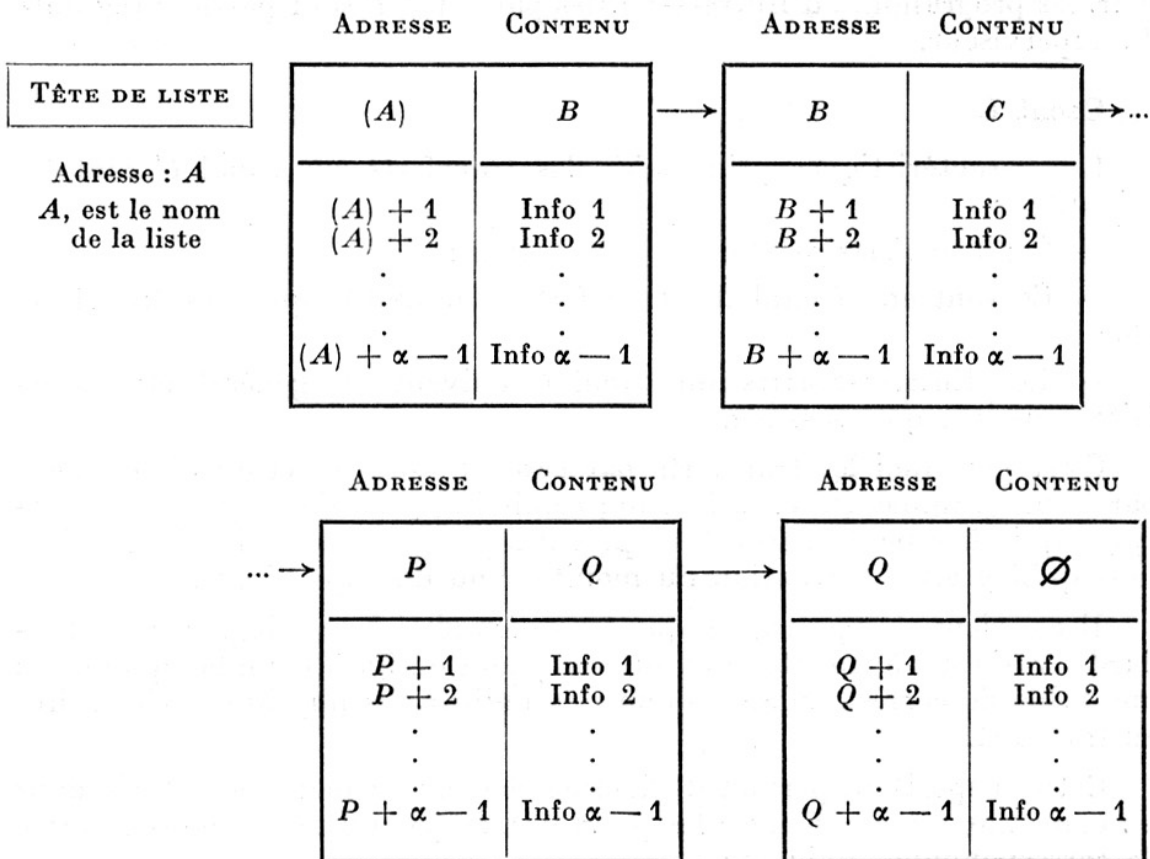 ADRESSE CONTENU ADRESSE CONTENU
TÊTE DE LISTE
Adresse : A
A, est le nom
de la liste
(A) B → B C → ...
(A) + 1 Info 1 B + 1 Info 1
(A) + 2 Info 2 B + 2 Info 2
. . . .
. . . .
. . . .
(A) + α — 1 Info α — 1 B + α — 1 Info α — 1
ADRESSE CONTENU ADRESSE CONTENU
... → P Q → Q Ø
P + 1 Info 1 Q + 1 Info 1
P + 2 Info 2 Q + 2 Info 2
. . . .
. . . .
. . . .
P + α — 1 Info α — 1 Q + α — 1 Info α — 1